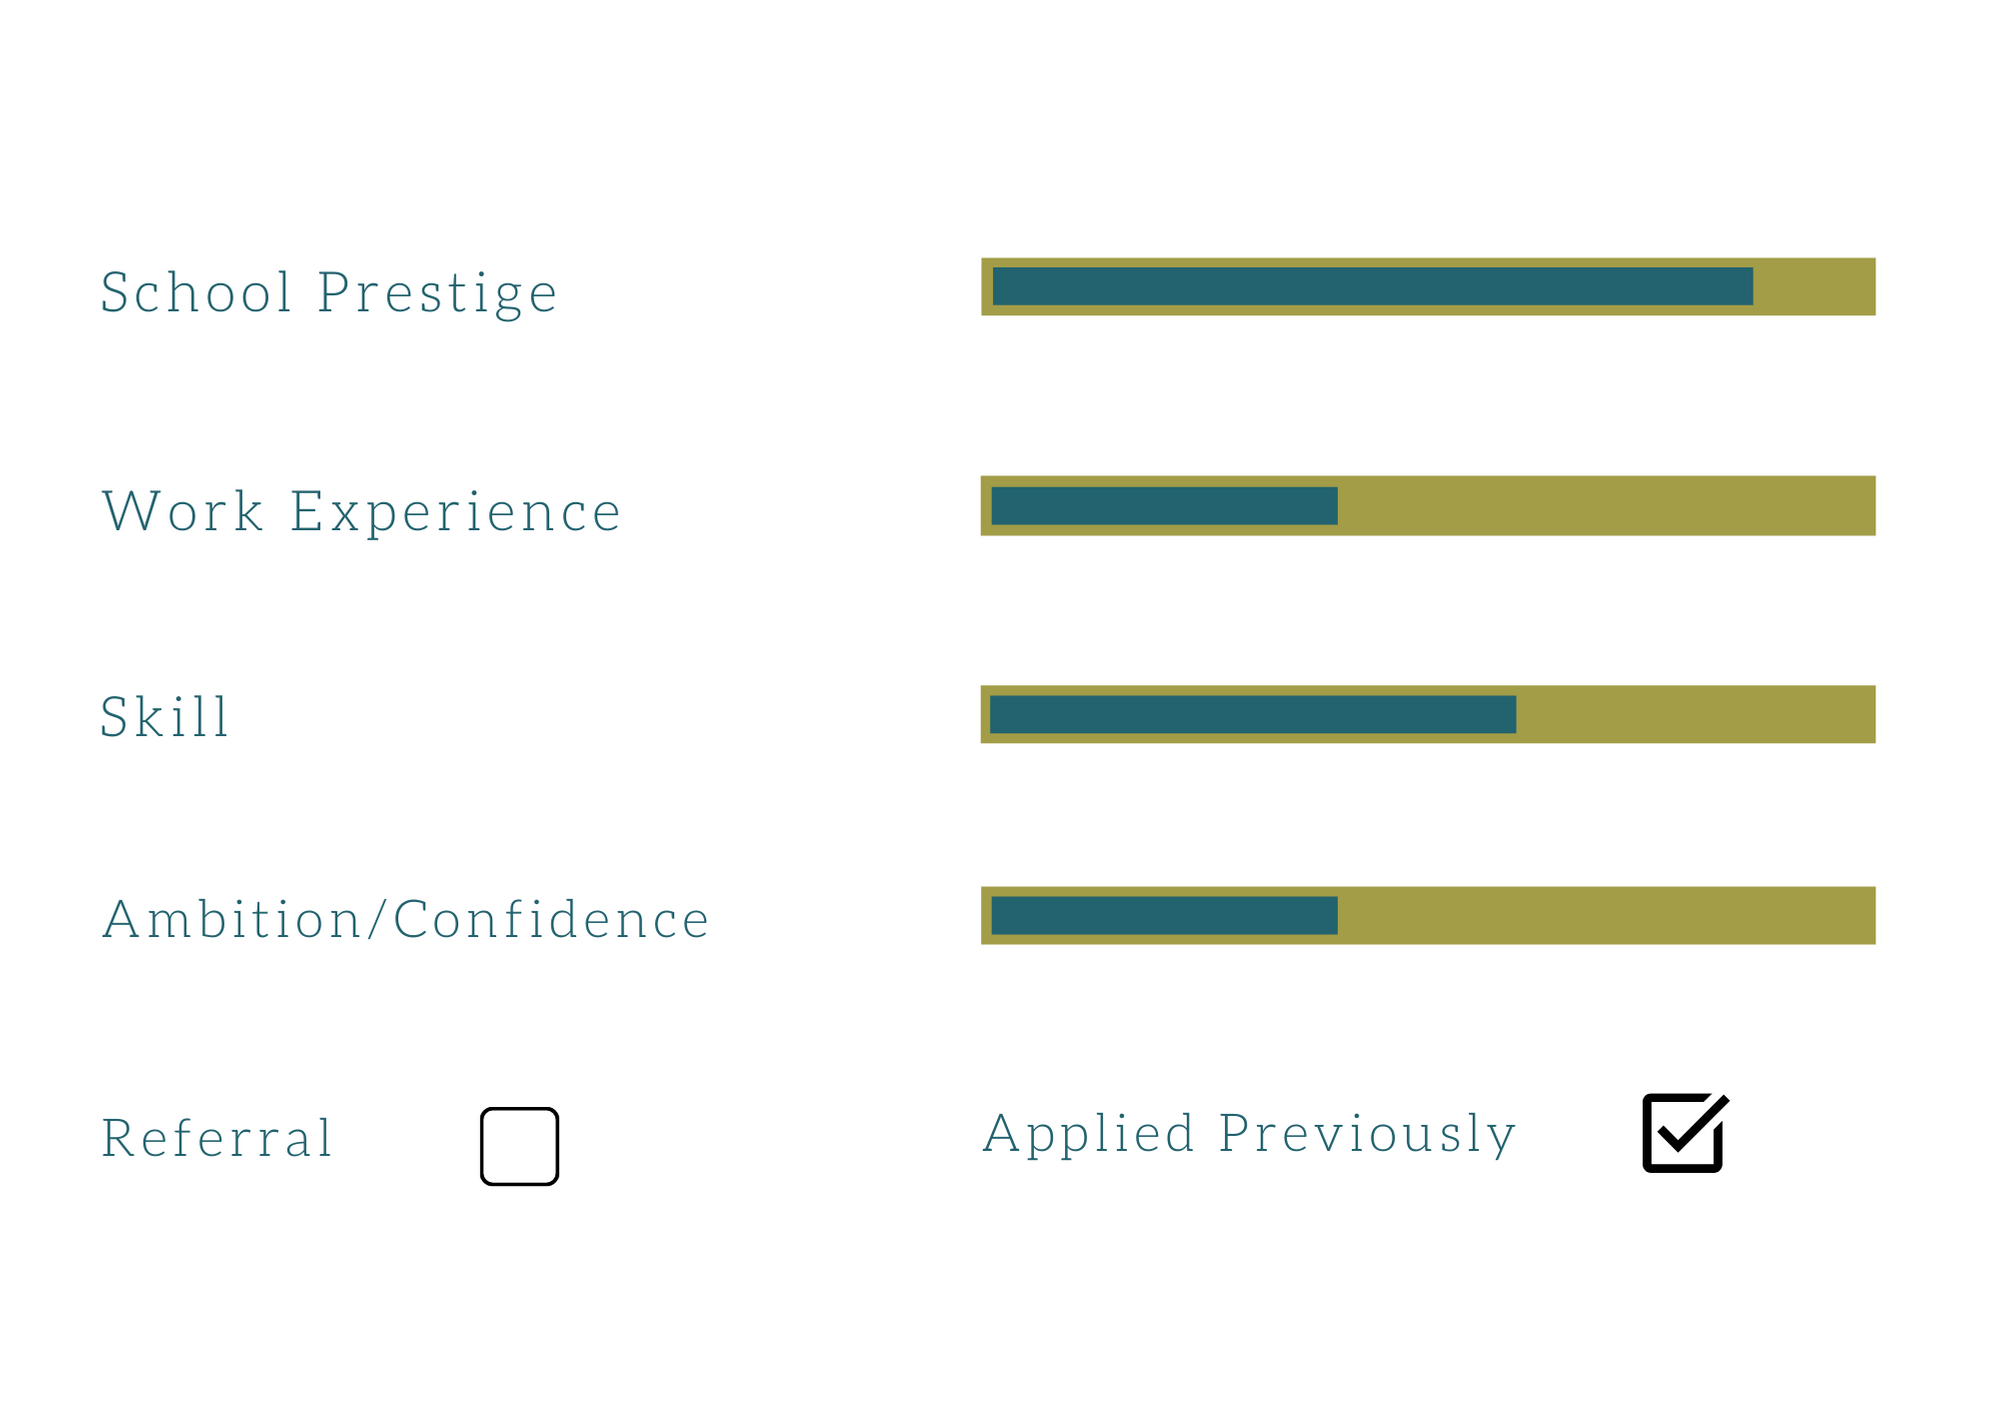 School Prestige
Work Experience
Skill
Ambition/Confidence
Referral
Applied Previously